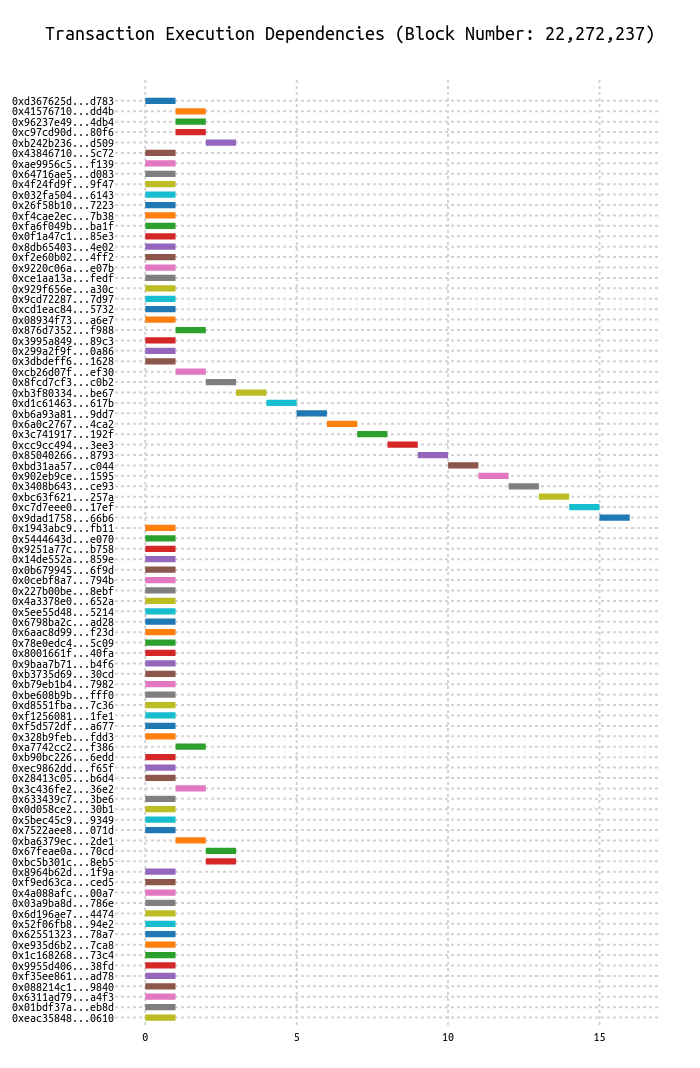 Transaction Execution Dependencies (Block Number: 22,272,237)
0xd367625d...d783
0x41576710...dd4b
0x96237e49...4db4
0xc97cd90d...80f6
0xb242b236...d509
0x43846710...5c72
0xae9956c5...f139
0x64716ae5...d083
0x4f24fd9f...9f47
0x032fa504...6143
0x26f58b10...7223
0xf4cae2ec...7b38
0xfa6f049b...ba1f
0x0f1a47c1...85e3
0x8db65403...4e02
0xf2e60b02...4ff2
0x9220c06a...e07b
0xce1aa13a...fedf
0x929f656e...a30c
0x9cd72287...7d97
0xcd1eac84...5732
0x08934f73...a6e7
0x876d7352...f988
0x3995a849...89c3
0x299a2f9f...0a86
0x3dbdeff6...1628
0xcb26d07f...ef30
0x8fcd7cf3...c0b2
0xb3f80334...be67
0xd1c61463...617b
0xb6a93a81...9dd7
0x6a0c2767...4ca2
0x3c741917...192f
0xcc9cc494...3ee3
0x85040266...8793
0xbd31aa57...c044
0x902eb9ce...1595
0x3408b643...ce93
0xbc63f621...257a
0xc7d7eee0...17ef
0x9dad1758...66b6
0x1943abc9...fb11
0x5444643d...e070
0x9251a77c...b758
0x14de552a...859e
0x0b679945...6f9d
0x0cebf8a7...794b
0x227b00be...8ebf
0x4a3378e0...652a
0x5ee55d48...5214
0x6798ba2c...ad28
0x6aac8d99...f23d
0x78e0edc4...5c09
0x8001661f...40fa
0x9baa7b71...b4f6
0xb3735d69...30cd
0xb79eb1b4...7982
0xbe608b9b...fff0
0xd8551fba...7c36
0xf1256081...1fe1
0xf5d572df...a677
0x328b9feb...fdd3
0xa7742cc2...f386
0xb90bc226...6edd
0xec9862dd...f65f
0x28413c05...b6d4
0x3c436fe2...36e2
0x633439c7...3be6
0x0d058ce2...30b1
0x5bec45c9...9349
0x7522aee8...071d
0xba6379ec...2de1
0x67feae0a...70cd
0xbc5b301c...8eb5
0x8964b62d...1f9a
0xf9ed63ca...ced5
0x4a088afc...00a7
0x03a9ba8d...786e
0x6d196ae7...4474
0x52f06fb8...94e2
0x62551323...78a7
0xe935d6b2...7ca8
0x1c168268...73c4
0x9955d406...38fd
0xf35ee861...ad78
0x088214c1...9840
0x6311ad79...a4f3
0x01bdf37a...eb8d
0xeac35848...0610
0 5 10 15